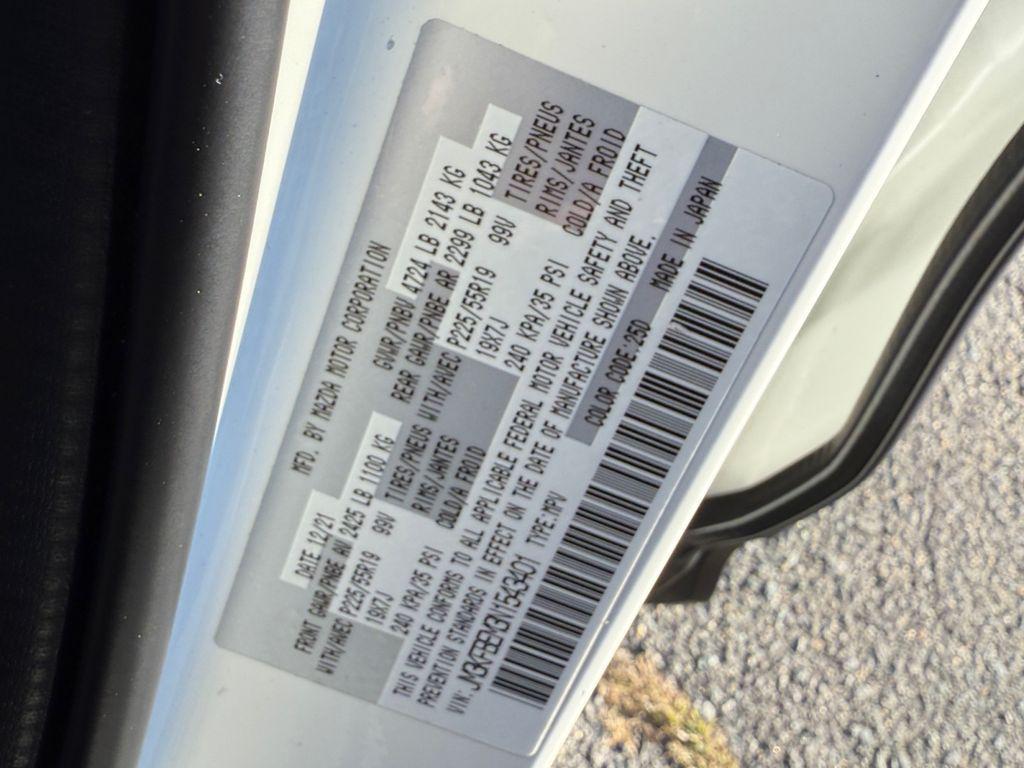 MFD. BY MAZDA MOTOR CORPORATION
DATE 12/21 GVWR/PNBV 4724 LB 2143 KG
FRONT GAWR/PNBE AV 2425 LB 1100 KG REAR GAWR/PNBE AR 2299 LB 1043 KG
WITH/AVEC P225/55R19 99V TIRES/PNEUS WITH/AVEC P225/55R19 99V TIRES/PNEUS
19X7J RIMS/JANTES 19X7J RIMS/JANTES
240 KPA/35 PSI COLD/A FROID 240 KPA/35 PSI COLD/A FROID
THIS VEHICLE CONFORMS TO ALL APPLICABLE FEDERAL MOTOR VEHICLE SAFETY AND THEFT
PREVENTION STANDARDS IN EFFECT ON THE DATE OF MANUFACTURE SHOWN ABOVE.
VIN: TYPE:MPV COLOR CODE:25D MADE IN JAPAN